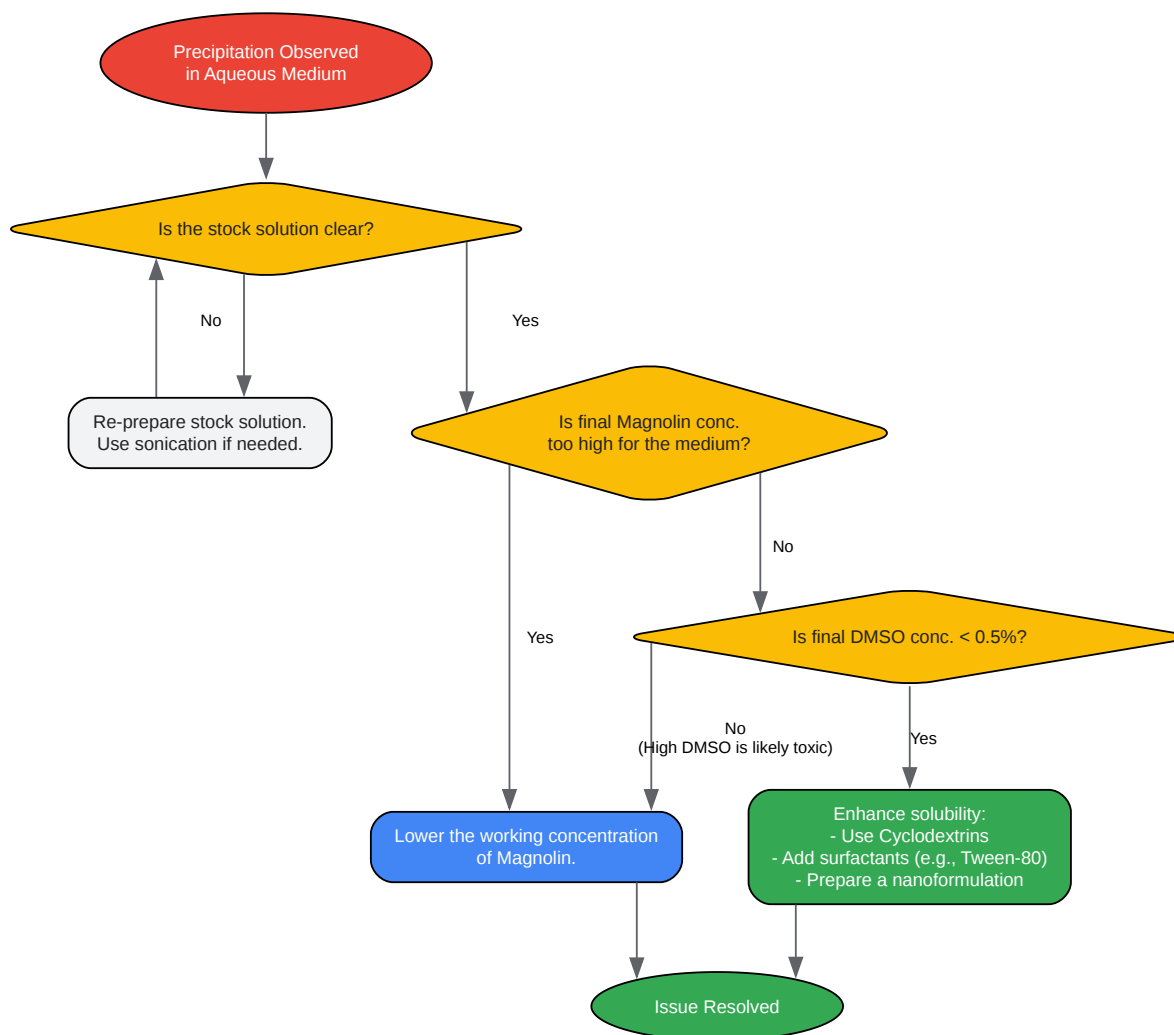 Precipitation Observed
in Aqueous Medium
Is the stock solution clear?
No
Yes
Re-prepare stock solution.
Use sonication if needed.
Is final Magnolin conc.
too high for the medium?
No
Yes
Is final DMSO conc. < 0.5%?
No
(High DMSO is likely toxic)
Yes
Lower the working concentration
of Magnolin.
Enhance solubility:
- Use Cyclodextrins
- Add surfactants (e.g., Tween-80)
- Prepare a nanoformulation
Issue Resolved